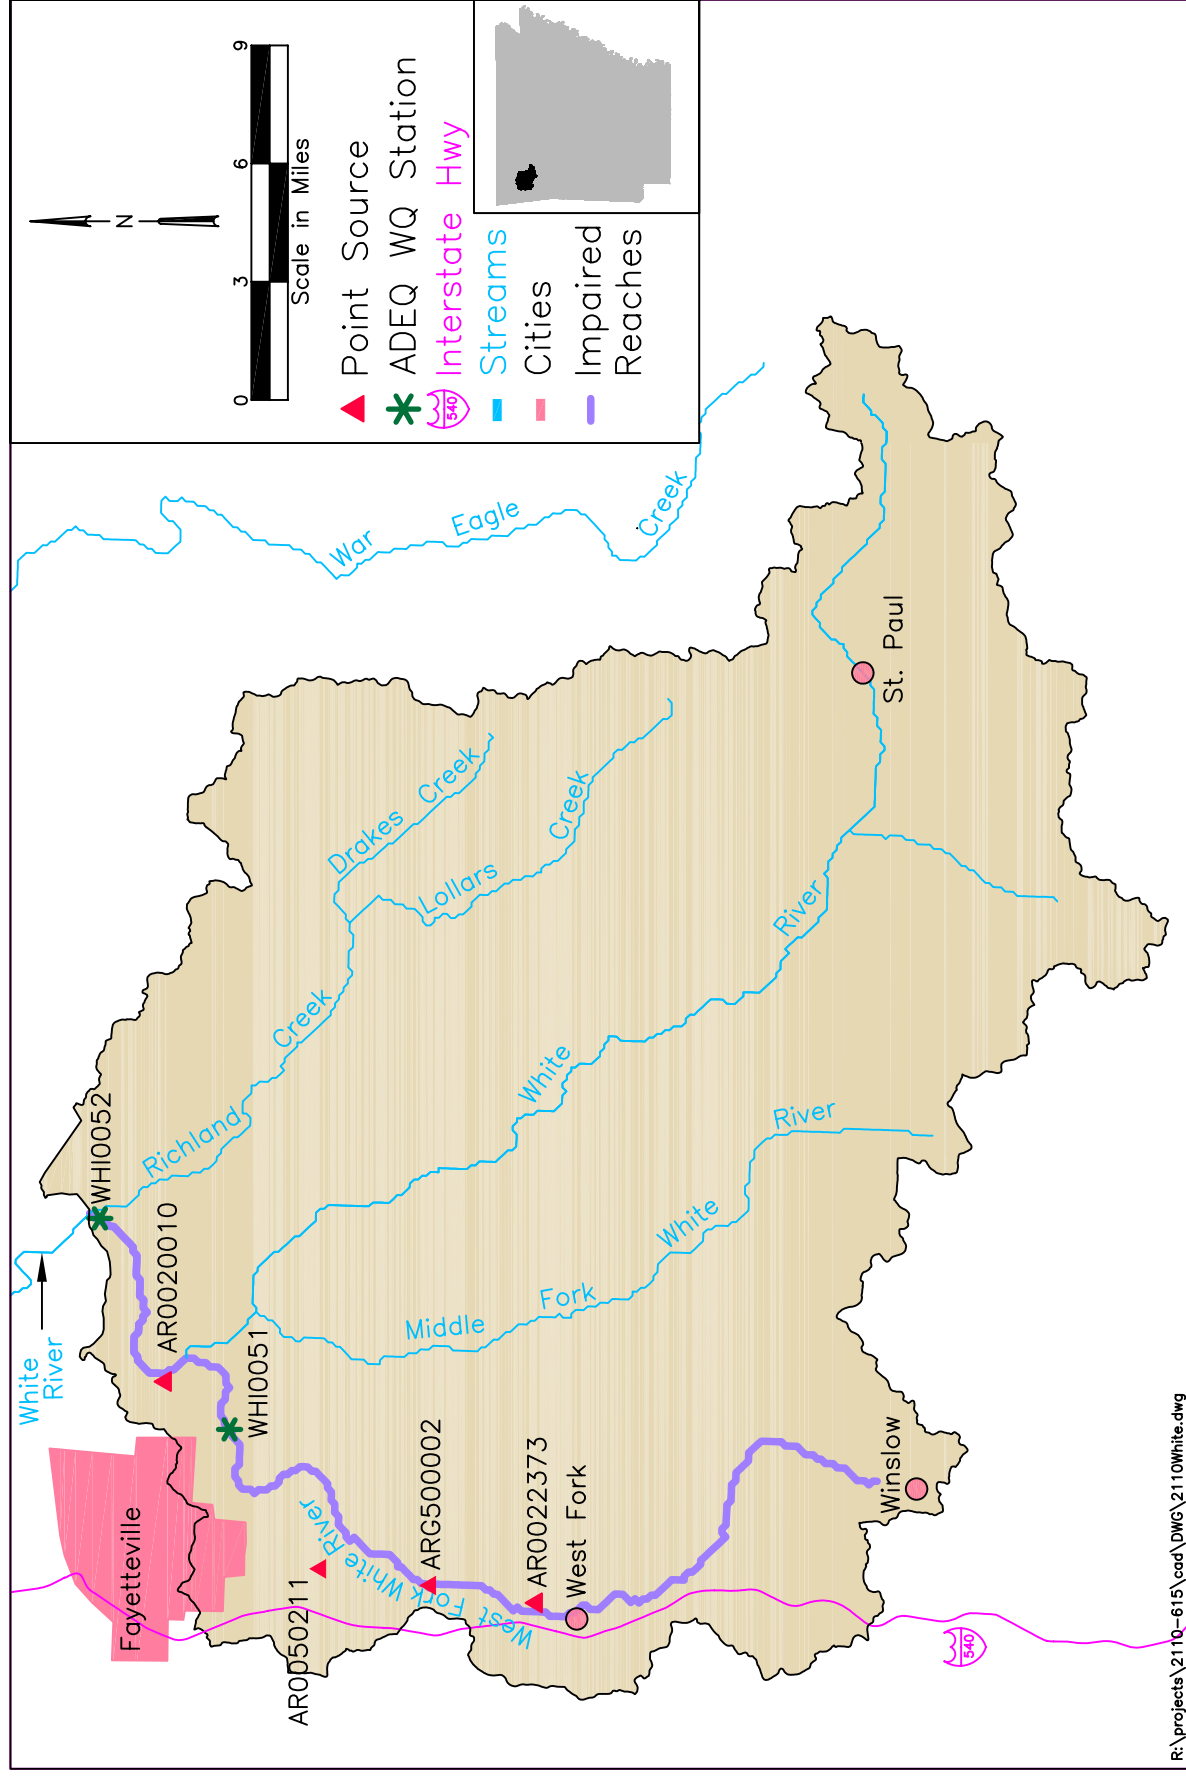 White
River
WHI0052
AR0020010
Richland
Creek
Drakes
Creek
Lollars
Creek
War
Eagle
Creek
Fayetteville
WHI0051
AR0050211
West Fork White River
ARG500002
AR0022373
West Fork
Middle
Fork
White
River
White
River
St. Paul
Winslow
540
N
0
3
6
9
Scale in Miles
Point Source
ADEQ WQ Station
540
Interstate Hwy
Streams
Cities
Impaired
Reaches
R:\projects\2110-615\cad\DWG\2110White.dwg